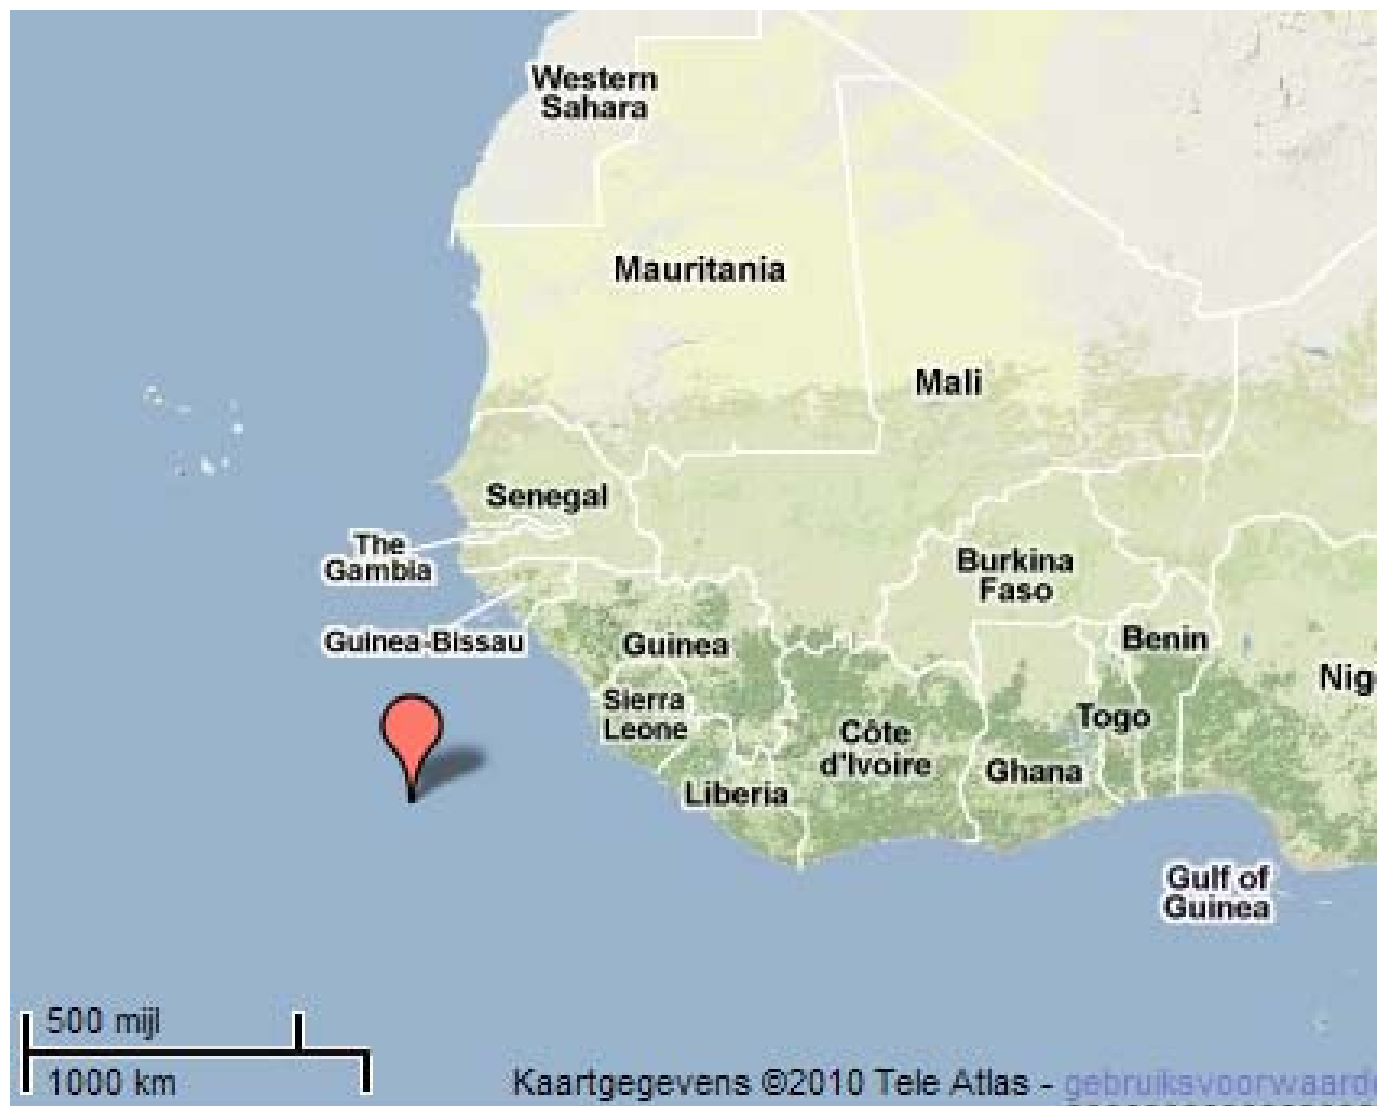 Western
Sahara
Mauritania
Mali
Senegal
The
Gambia
Burkina
Faso
Guinea-Bissau
Guinea
Benin
Nig
Sierra
Leone
Togo
Côte
d'Ivoire
Ghana
Liberia
Gulf of
Guinea
500 mijl
1000 km
Kaartgegevens ©2010 Tele Atlas - gebruiksvoorwaarde